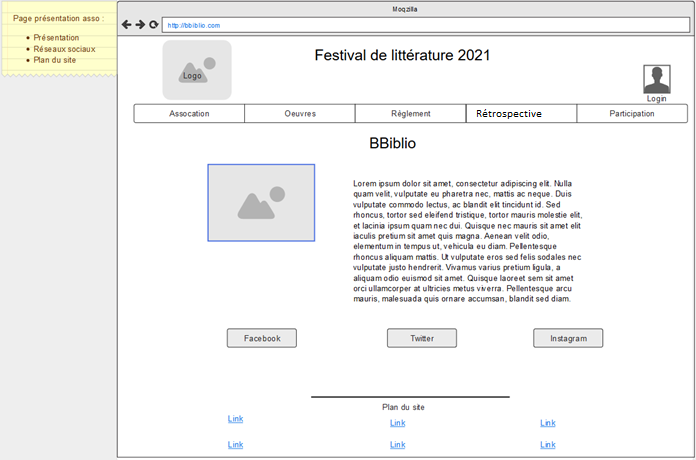 Page présentation asso :
Présentation
Réseaux sociaux
Plan du site
Moqzilla
http://bbiblio.com
Logo
Festival de littérature 2021
Login
Assocation
Oeuvres
Règlement
Rétrospective
Participation
BBiblio
Lorem ipsum dolor sit amet, consectetur adipiscing elit. Nulla
quam velit, vulputate eu pharetra nec, mattis ac neque. Duis
vulputate commodo lectus, ac blandit elit tincidunt id. Sed
rhoncus, tortor sed eleifend tristique, tortor mauris molestie elit,
et lacinia ipsum quam nec dui. Quisque nec mauris sit amet elit
iaculis pretium sit amet quis magna. Aenean velit odio,
elementum in tempus ut, vehicula eu diam. Pellentesque
rhoncus aliquam mattis. Ut vulputate eros sed felis sodales nec
vulputate justo hendrerit. Vivamus varius pretium ligula, a
aliquam odio euismod sit amet. Quisque laoreet sem sit amet
orci ullamcorper at ultricies metus viverra. Pellentesque arcu
mauris, malesuada quis ornare accumsan, blandit sed diam.
Facebook
Twitter
Instagram
Plan du site
Link
Link
Link
Link
Link
Link